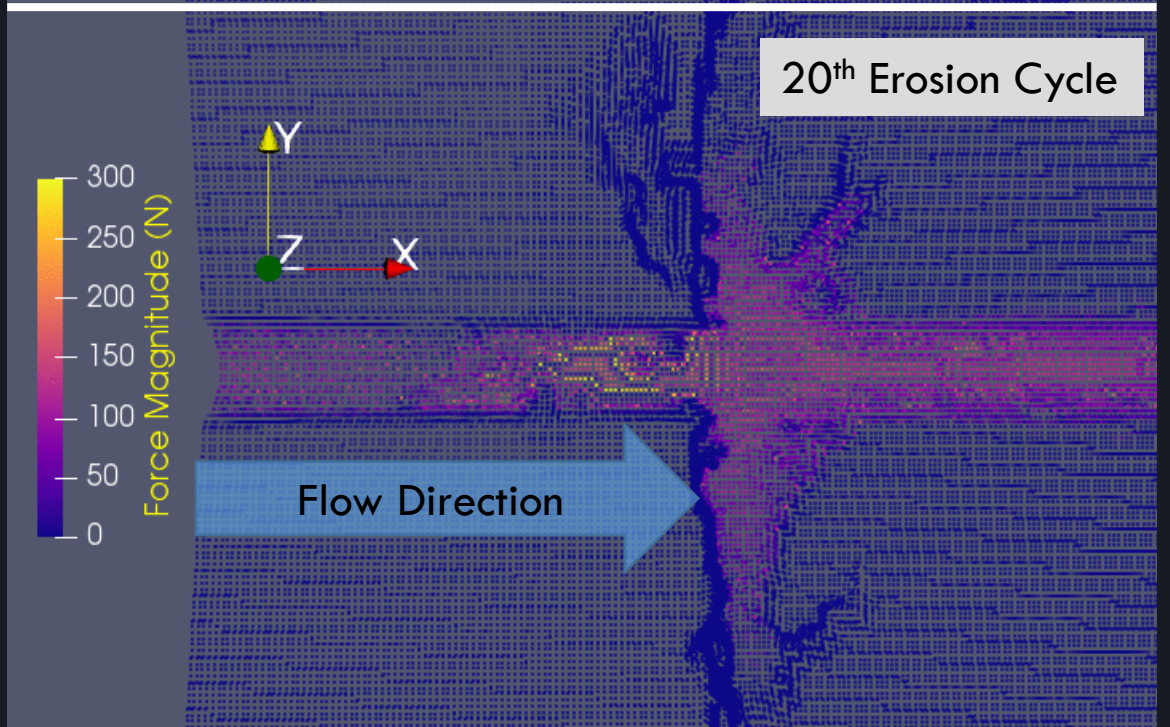 20th Erosion Cycle
Y
Z
X
300
250
200
150
100
50
0
Force Magnitude (N)
Flow Direction